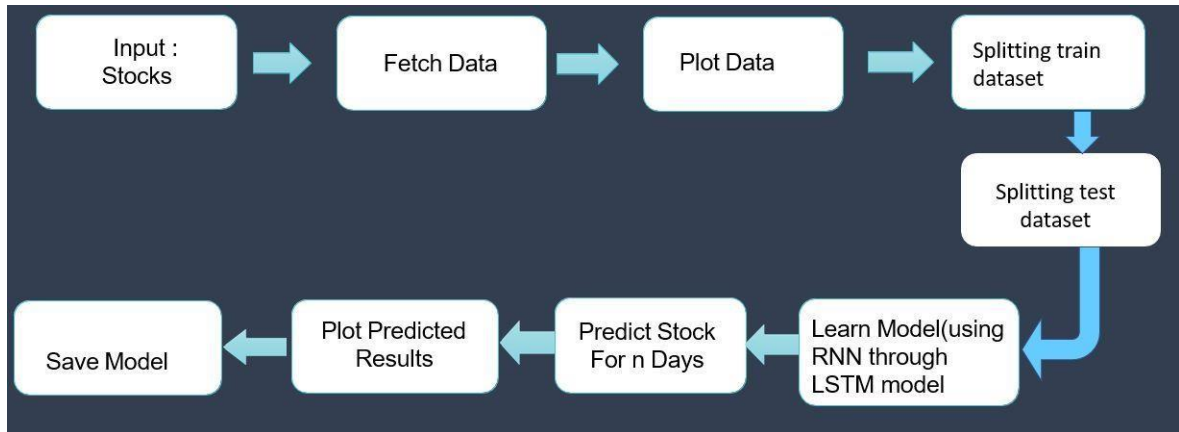 Input :
Stocks
Fetch Data
Plot Data
Splitting train
dataset
Splitting test
dataset
Learn Model(using
RNN through
LSTM model
Predict Stock
For n Days
Plot Predicted
Results
Save Model